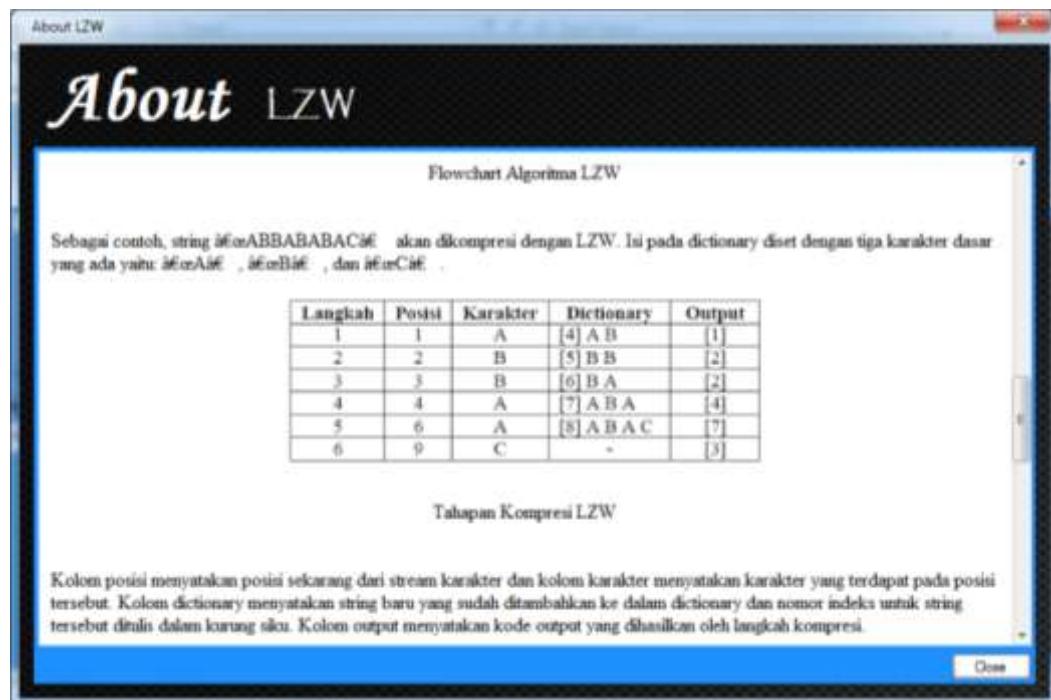 About LZW
About LZW
Flowchart Algoritma LZW
Sebagai contoh, string â€œABBABABACâ€ akan dikompresi dengan LZW. Isi pada dictionary diset dengan tiga karakter dasar
yang ada yaitu: â€œAâ€ , â€œBâ€ , dan â€œCâ€ .
Langkah Posisi Karakter Dictionary Output
1 1 A [4] A B [1]
2 2 B [5] B B [2]
3 3 B [6] B A [2]
4 4 A [7] A B A [4]
5 6 A [8] A B A C [7]
6 9 C - [3]
Tahapan Kompresi LZW
Kolom posisi menyatakan posisi sekarang dari stream karakter dan kolom karakter menyatakan karakter yang terdapat pada posisi
tersebut. Kolom dictionary menyatakan string baru yang sudah ditambahkan ke dalam dictionary dan nomor indeks untuk string
tersebut ditulis dalam kurung siku. Kolom output menyatakan kode output yang dihasilkan oleh langkah kompresi.
Close